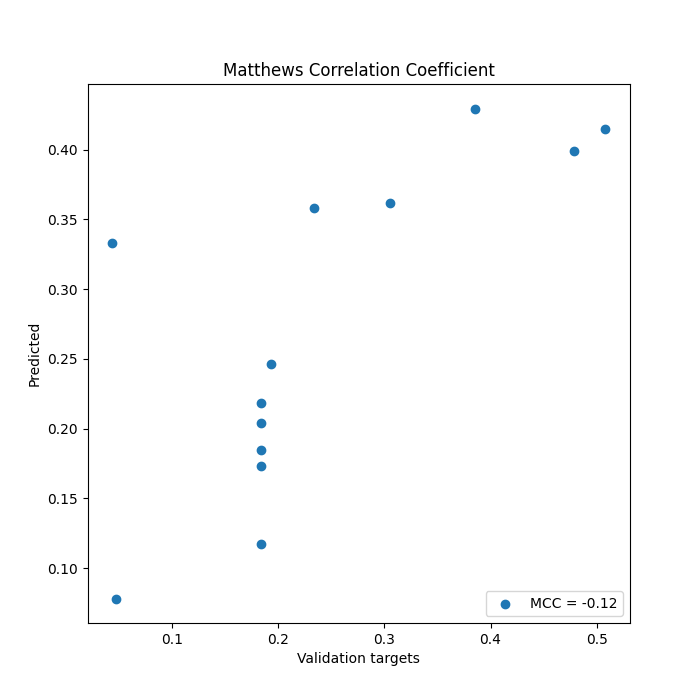 Matthews Correlation Coefficient
0.40
0.35
0.30
0.25
0.20
0.15
0.10
Predicted
MCC = -0.12
0.1 0.2 0.3 0.4 0.5
Validation targets